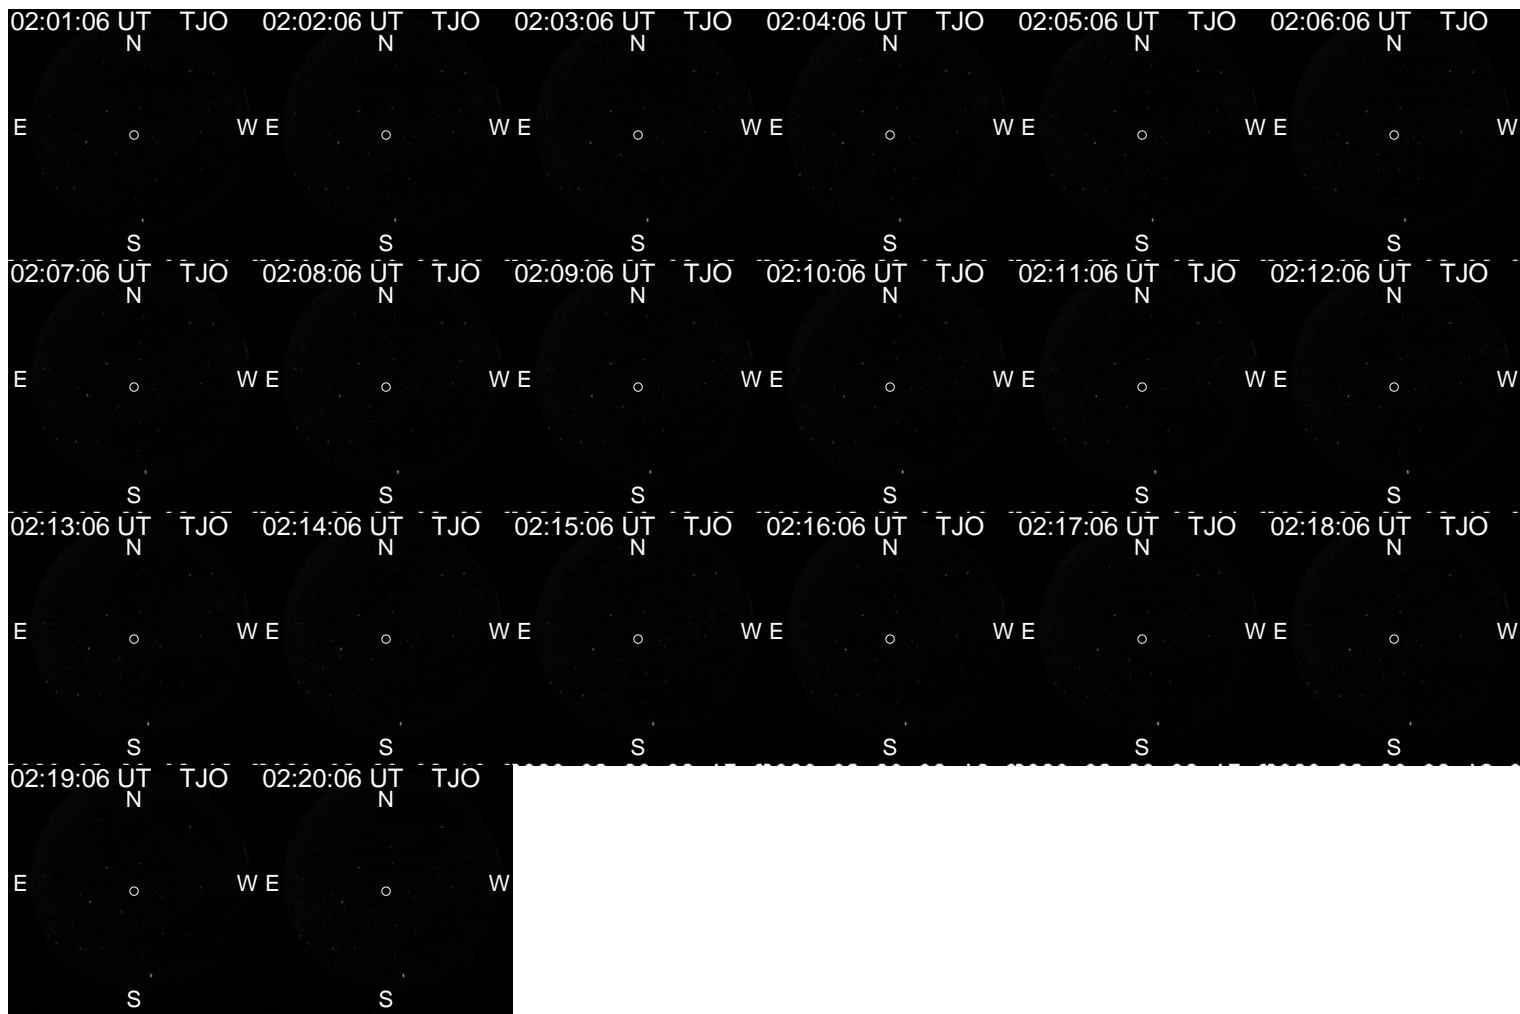 02:01:06 UT TJO 02:02:06 UT TJO 02:03:06 UT TJO 02:04:06 UT TJO 02:05:06 UT TJO 02:06:06 UT TJO
N N N N N N
E W E W E W E W E W E W
S S S S S S
02:07:06 UT TJO 02:08:06 UT TJO 02:09:06 UT TJO 02:10:06 UT TJO 02:11:06 UT TJO 02:12:06 UT TJO
N N N N N N
E W E W E W E W E W E W
S S S S S S
02:13:06 UT TJO 02:14:06 UT TJO 02:15:06 UT TJO 02:16:06 UT TJO 02:17:06 UT TJO 02:18:06 UT TJO
N N N N N N
E W E W E W E W E W E W
S S S S S S
02:19:06 UT TJO 02:20:06 UT TJO
N N
E W E W
S S